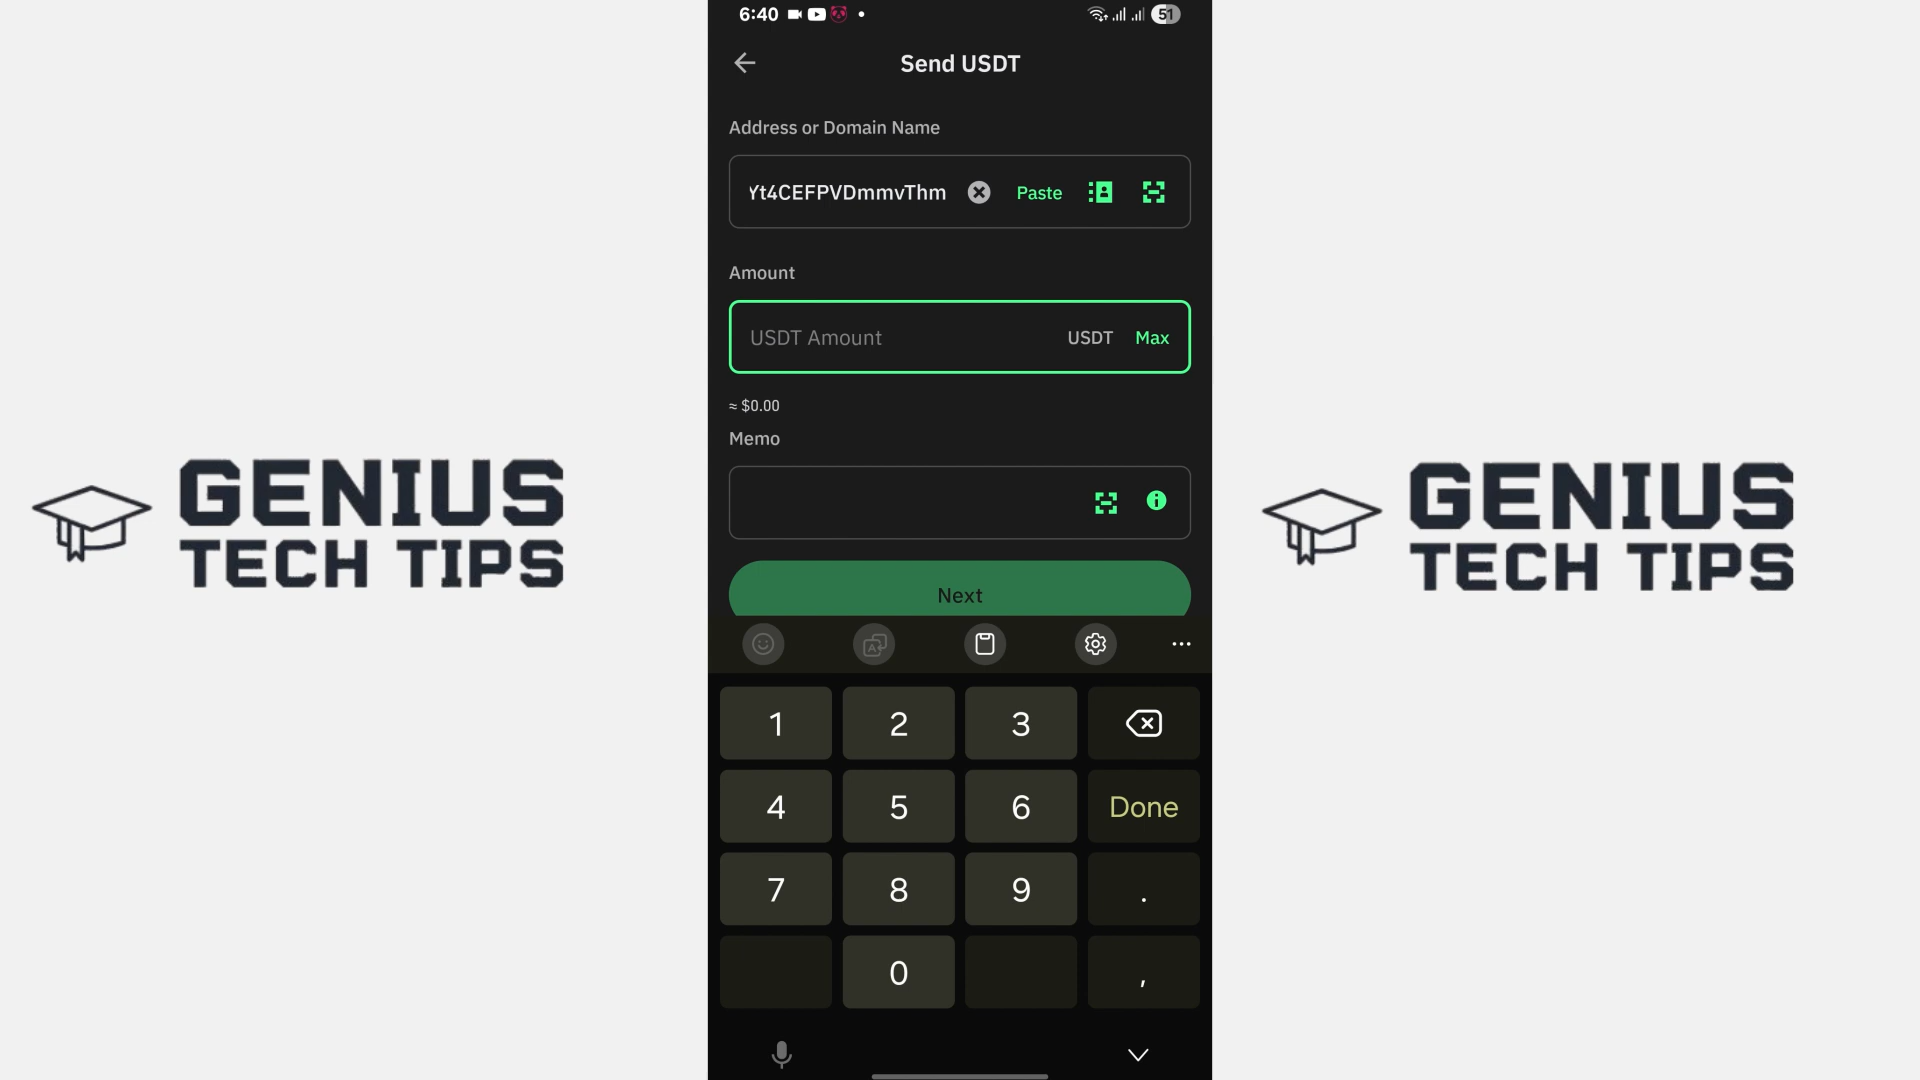 6:40
51
Send USDT
Address or Domain Name
Yt4CEFPVDmmvThm
Paste
Amount
USDT Amount
USDT
Max
≈ $0.00
Memo
Next
1
2
3
4
5
6
Done
7
8
9
.
0
,
GENIUS
TECH TIPS
GENIUS
TECH TIPS